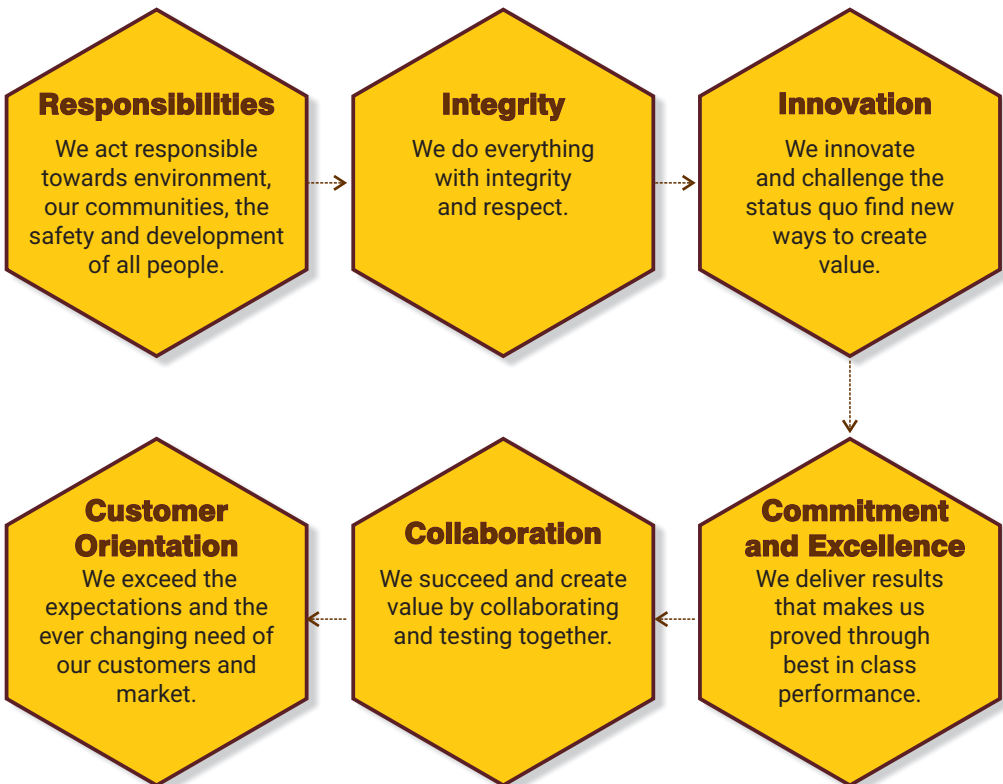 Responsibilities
We act responsible
towards environment,
our communities, the
safety and development
of all people.
Integrity
We do everything
with integrity
and respect.
Innovation
We innovate
and challenge the
status quo find new
ways to create
value.
Commitment
and Excellence
We deliver results
that makes us
proved through
best in class
performance.
Collaboration
We succeed and create
value by collaborating
and testing together.
Customer
Orientation
We exceed the
expectations and the
ever changing need of
our customers and
market.